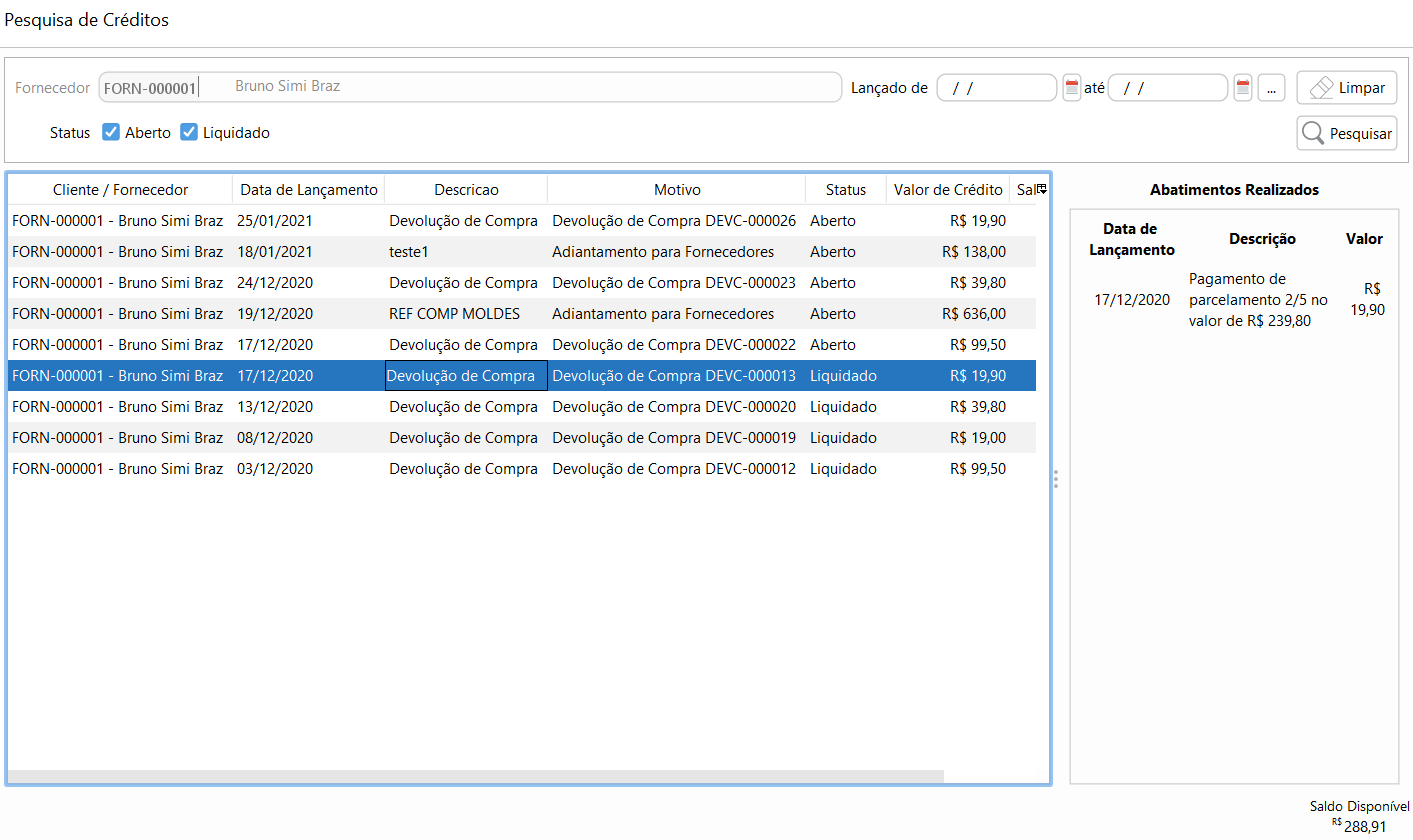 Pesquisa de Créditos
Fornecedor FORN-000001 Bruno Simi Braz Lançado de / / até / / ... Limpar
Status Aberto Liquidado Pesquisar
Cliente / Fornecedor Data de Lançamento Descricao Motivo Status Valor de Crédito Sal
FORN-000001 - Bruno Simi Braz 25/01/2021 Devolução de Compra Devolução de Compra DEVC-000026 Aberto R$ 19,90
FORN-000001 - Bruno Simi Braz 18/01/2021 teste1 Adiantamento para Fornecedores Aberto R$ 138,00
FORN-000001 - Bruno Simi Braz 24/12/2020 Devolução de Compra Devolução de Compra DEVC-000023 Aberto R$ 39,80
FORN-000001 - Bruno Simi Braz 19/12/2020 REF COMP MOLDES Adiantamento para Fornecedores Aberto R$ 636,00
FORN-000001 - Bruno Simi Braz 17/12/2020 Devolução de Compra Devolução de Compra DEVC-000022 Aberto R$ 99,50
FORN-000001 - Bruno Simi Braz 17/12/2020 Devolução de Compra Devolução de Compra DEVC-000013 Liquidado R$ 19,90
FORN-000001 - Bruno Simi Braz 13/12/2020 Devolução de Compra Devolução de Compra DEVC-000020 Liquidado R$ 39,80
FORN-000001 - Bruno Simi Braz 08/12/2020 Devolução de Compra Devolução de Compra DEVC-000019 Liquidado R$ 19,00
FORN-000001 - Bruno Simi Braz 03/12/2020 Devolução de Compra Devolução de Compra DEVC-000012 Liquidado R$ 99,50
Abatimentos Realizados
Data de
Lançamento Descrição Valor
Pagamento de
17/12/2020 parcelamento 2/5 no R$
valor de R$ 239,80 19,90
Saldo Disponível
R$ 288,91